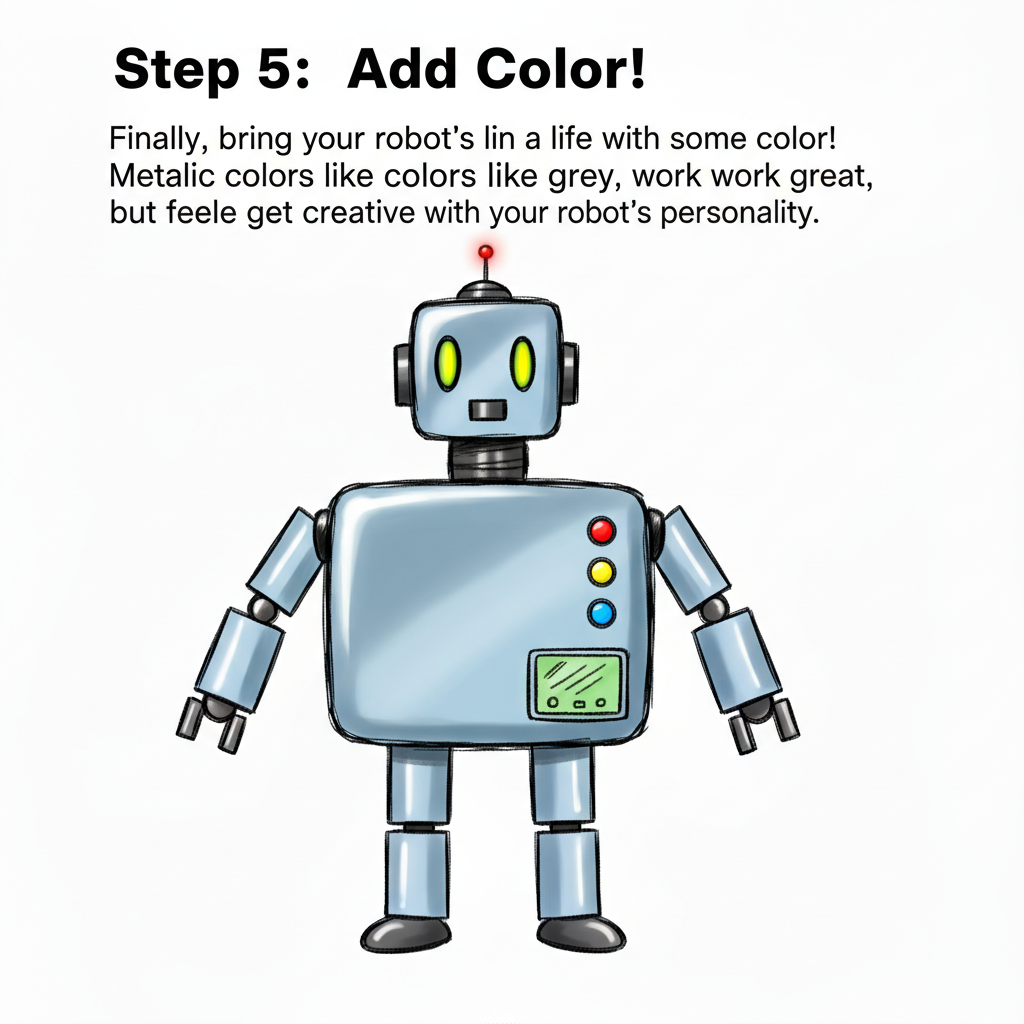 Step 5: Add Color!
Finally, bring your robot's lin a life with some color!
Metalic colors like colors like grey, work work great,
but feele get creative with your robot's personality.